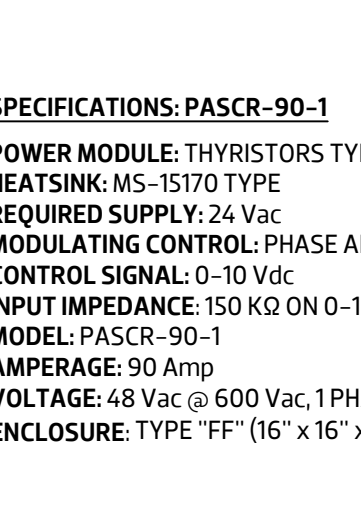 SPECIFICATIONS: PASCR-90-1
POWER MODULE: THYRISTORS
HEATSINK: MS-15170 TYPE
REQUIRED SUPPLY: 24 Vac
MODULATING CONTROL: PHASE
CONTROL SIGNAL: 0-10 Vdc
INPUT IMPEDANCE: 150 KΩ ON 0-1
MODEL: PASCR-90-1
AMPERAGE: 90 Amp
VOLTAGE: 48 Vac @ 600 Vac, 1 PH
ENCLOSURE: TYPE "FF" (16" x 16" x